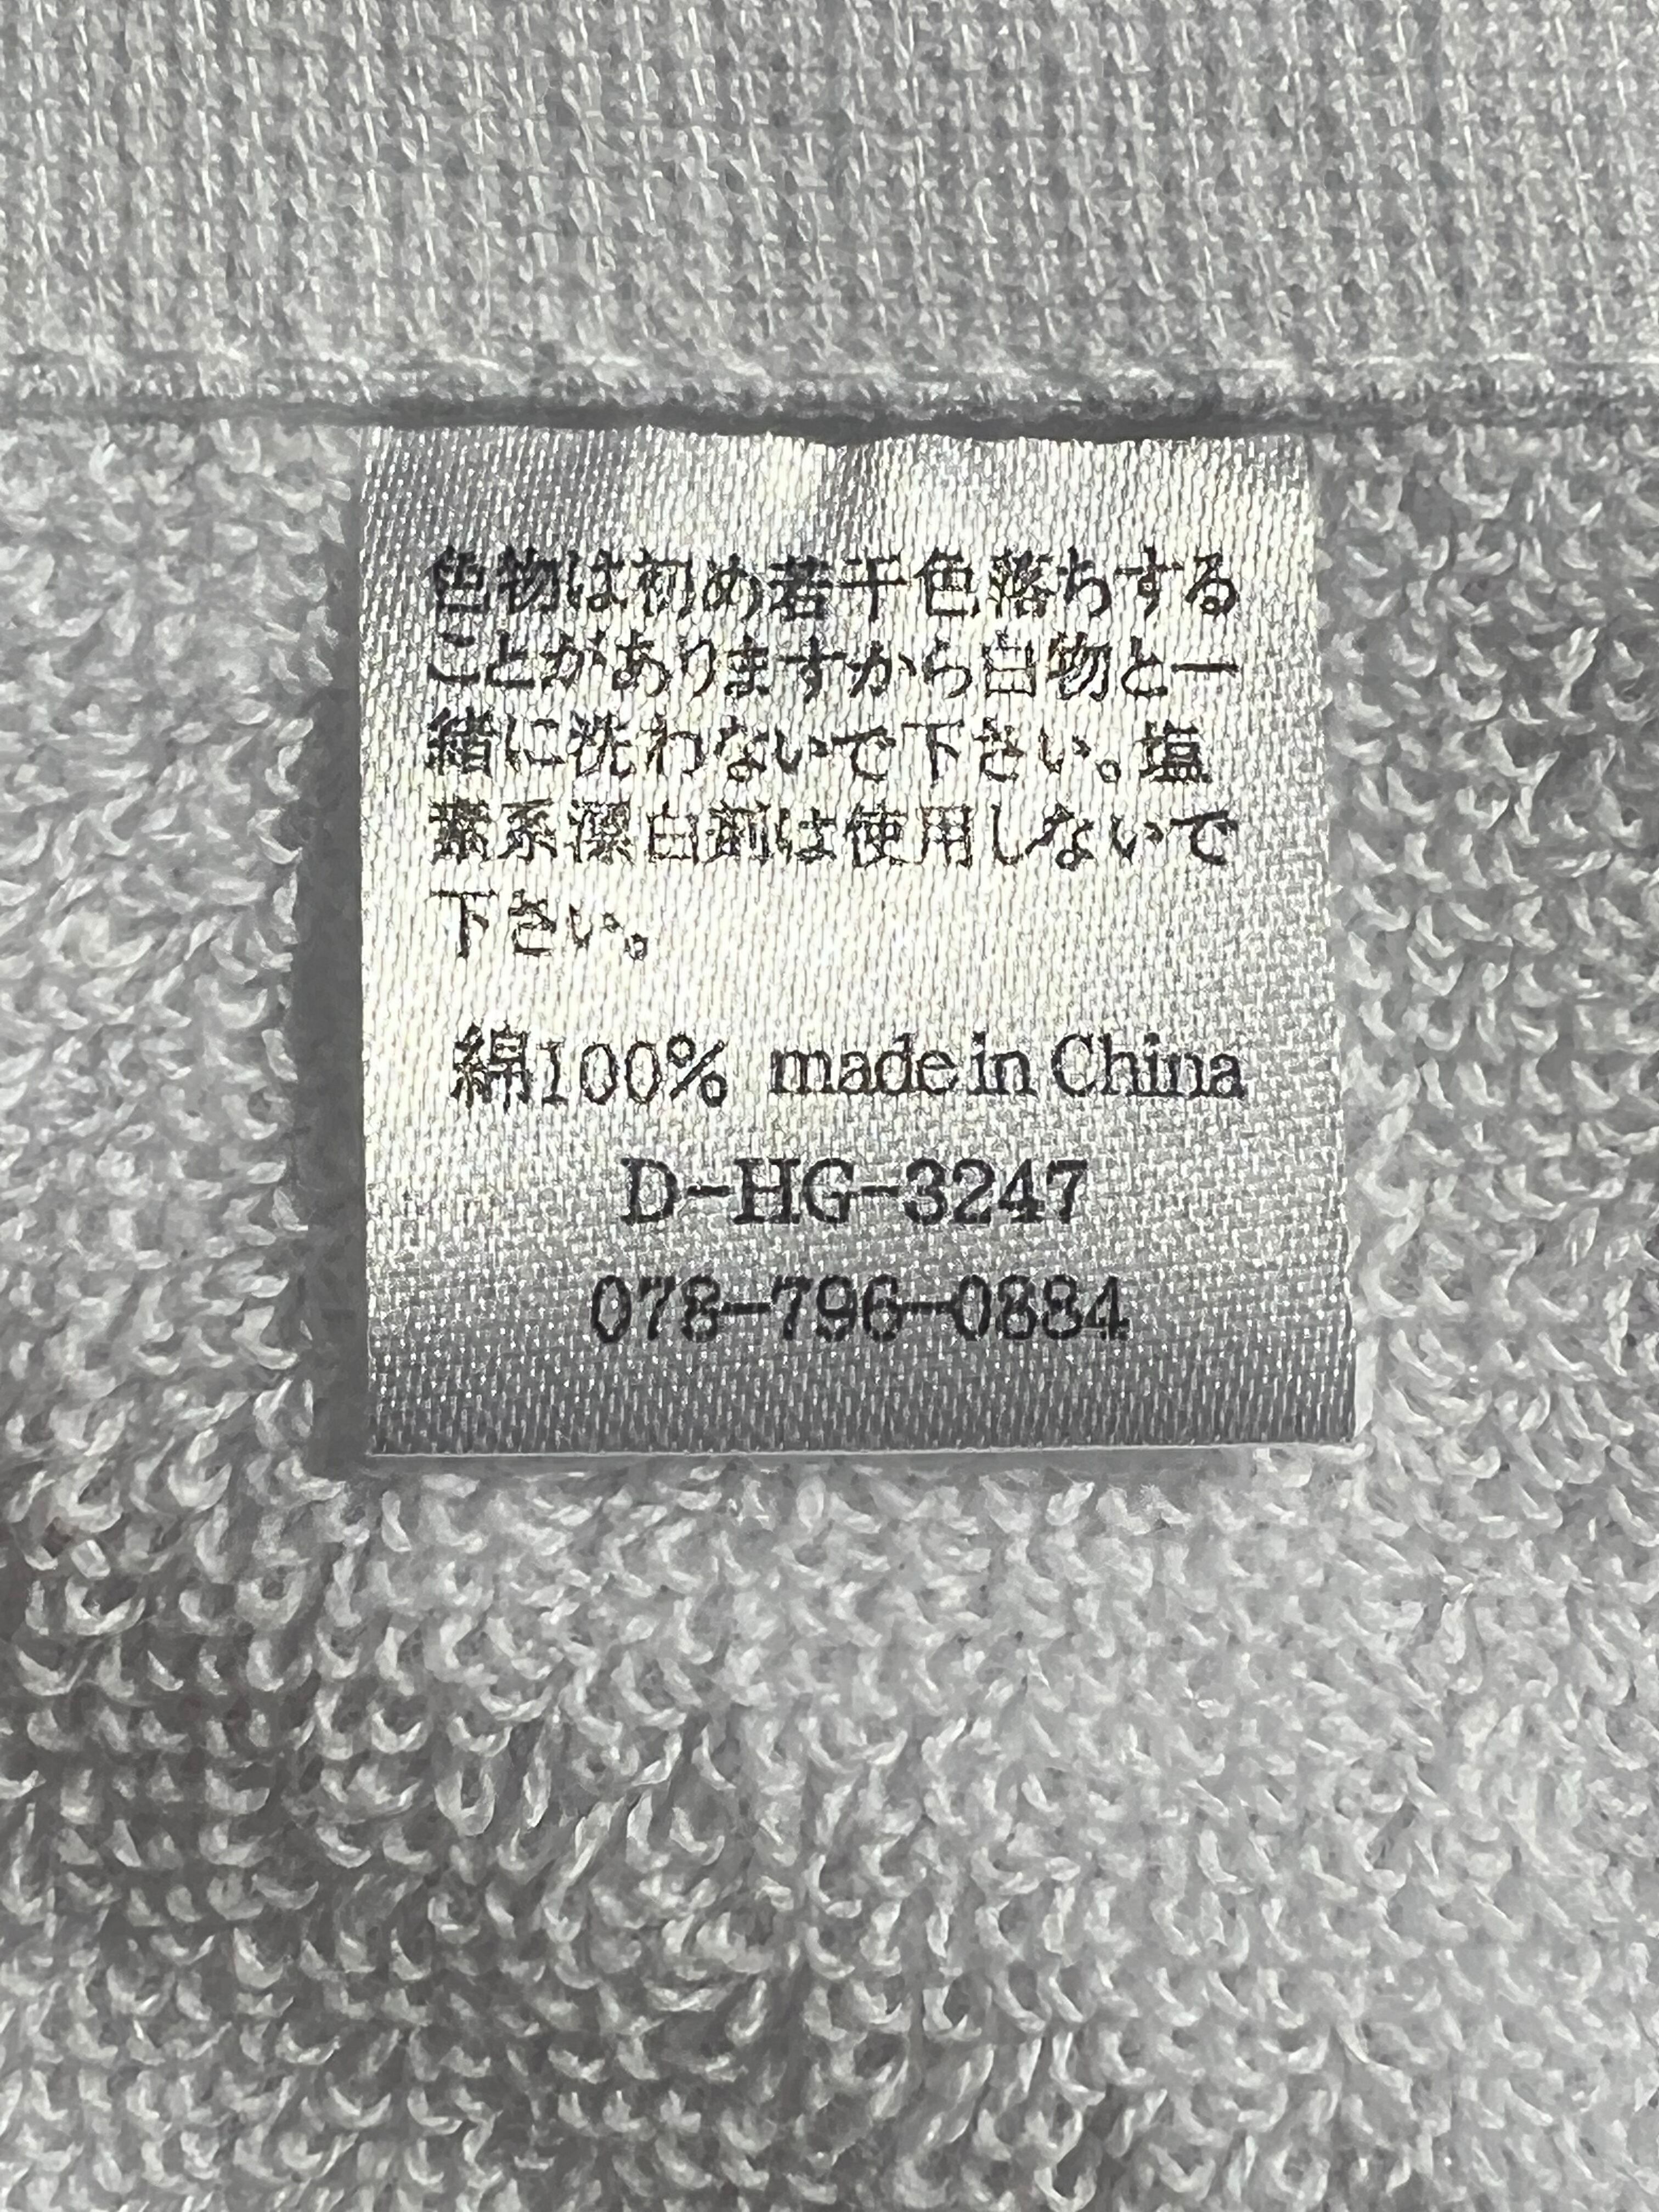 色物は初め若干色落ちする
ことがありますから白物と一
緒に洗わないで下さい。塩
素系漂白剤は使用しないで
下さい。
綿100% made in China
D-HG-3247
078-796-0884